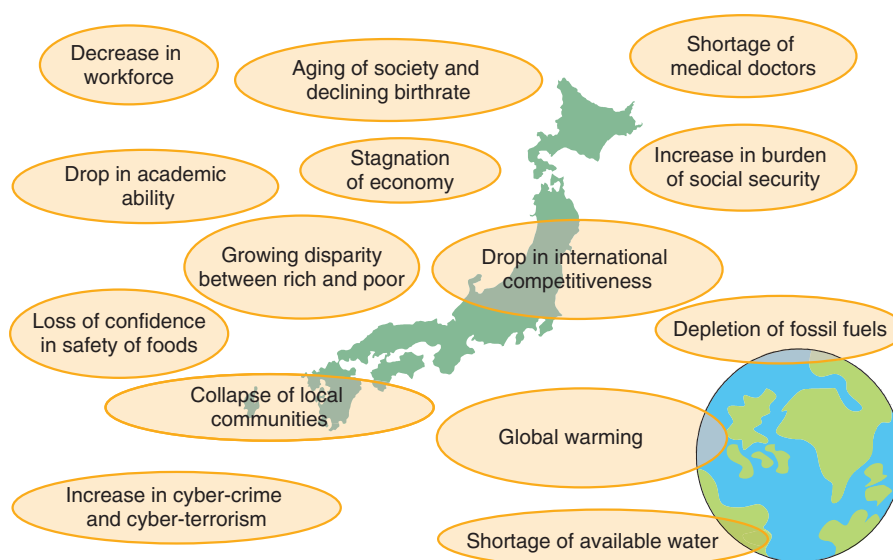 Decrease in
workforce
Aging of society and
declining birthrate
Shortage of
medical doctors
Drop in academic
ability
Stagnation
of economy
Increase in burden
of social security
Growing disparity
between rich and poor
Drop in international
competitiveness
Loss of confidence
in safety of foods
Depletion of fossil fuels
Collapse of local
communities
Global warming
Increase in cyber-crime
and cyber-terrorism
Shortage of available water